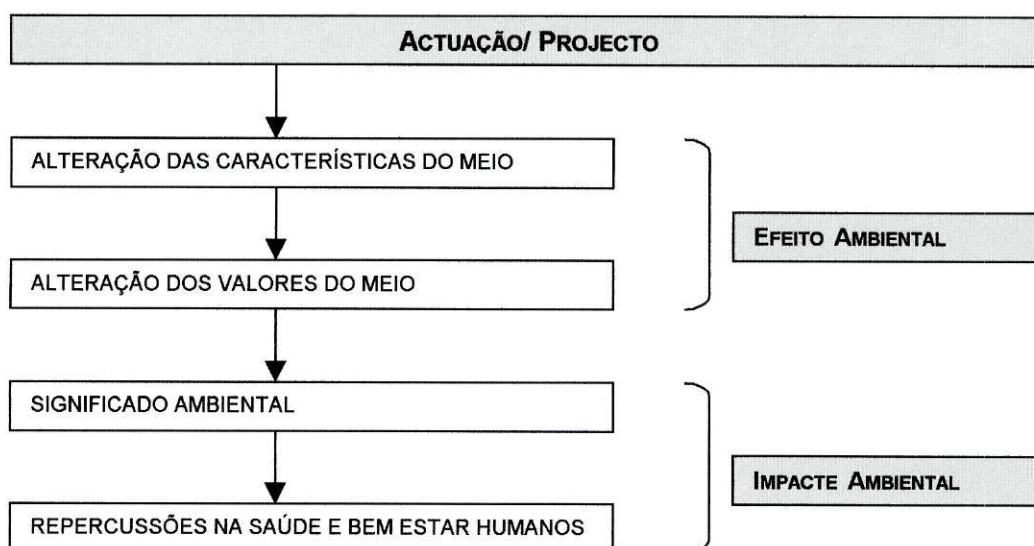 ACTUAÇÃO/ PROJECTO
ALTERAÇÃO DAS CARACTERÍSTICAS DO MEIO
EFEITO AMBIENTAL
ALTERAÇÃO DOS VALORES DO MEIO
SIGNIFICADO AMBIENTAL
IMPACTE AMBIENTAL
REPERCUSSÕES NA SAÚDE E BEM ESTAR HUMANOS